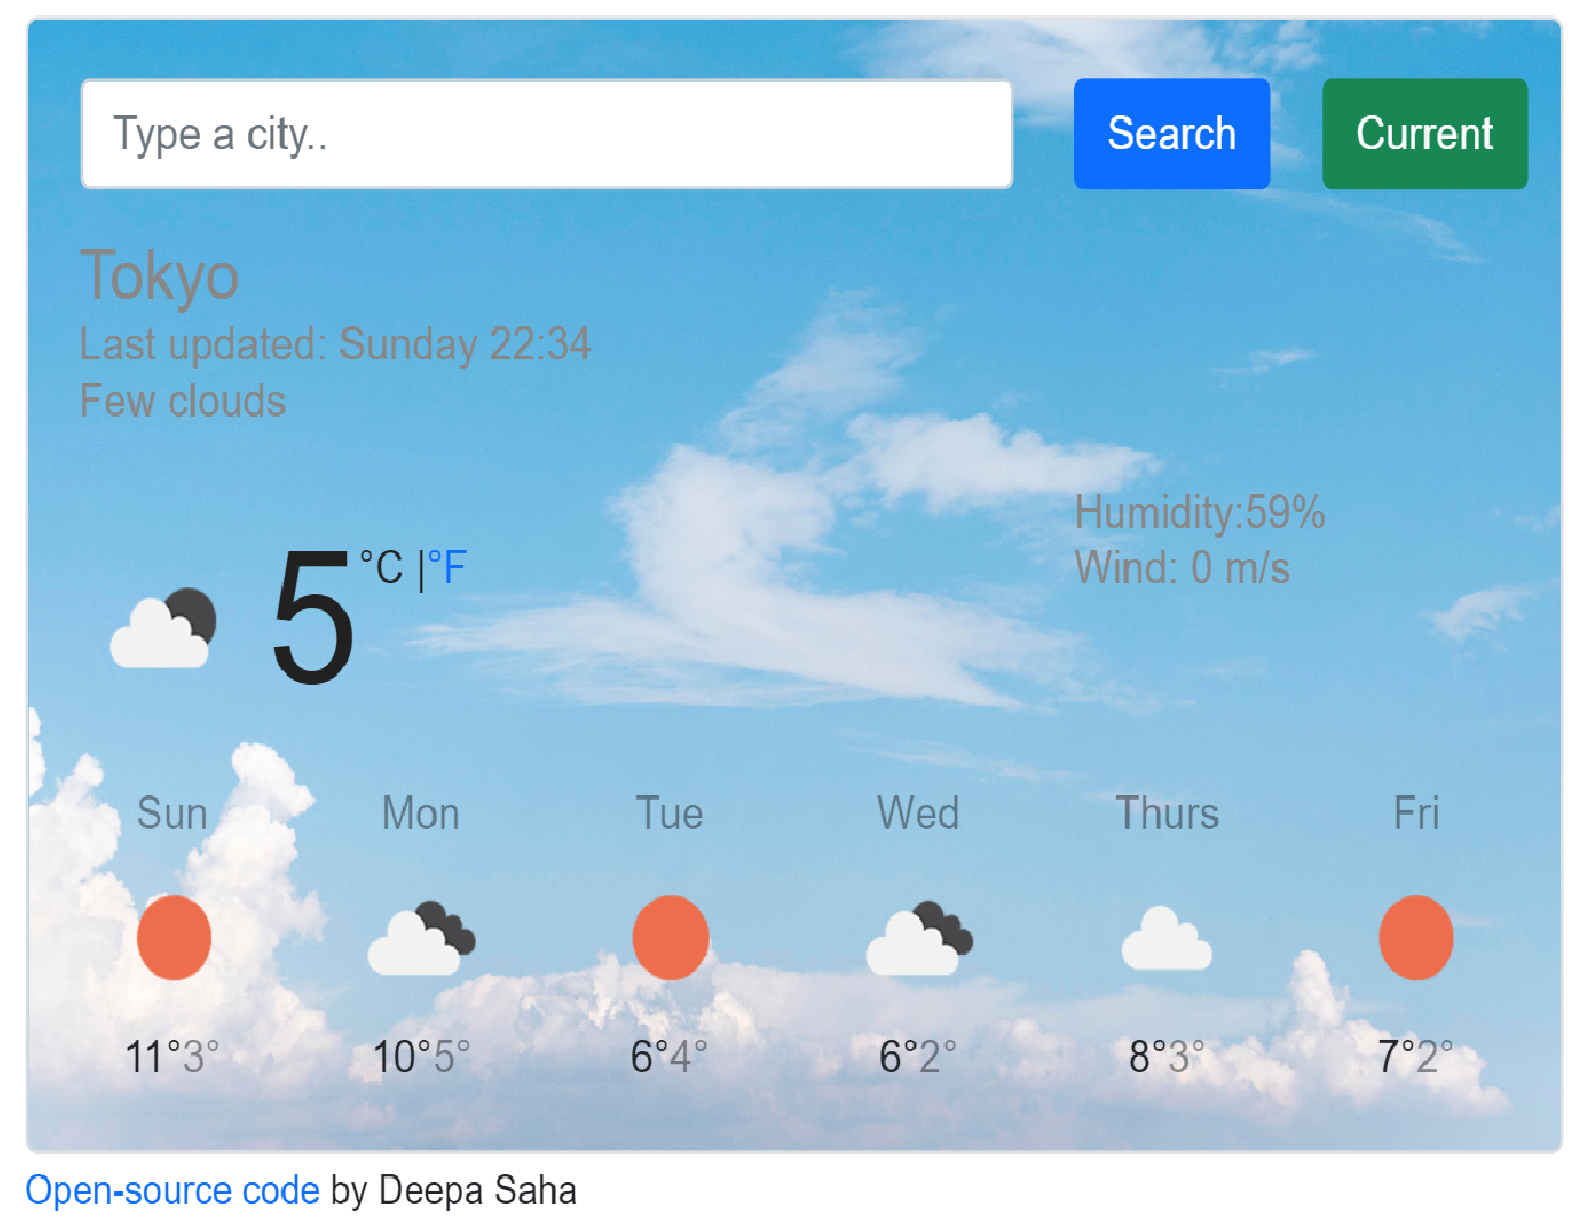 Type a city..
Search
Current
Tokyo
Last updated: Sunday 22:34
Few clouds
Humidity:59%
Wind: 0 m/s
5 °C |°F
Sun Mon Tue Wed Thurs Fri
11°3° 10°5° 6°4° 6°2° 8°3° 7°2°
Open-source code by Deepa Saha